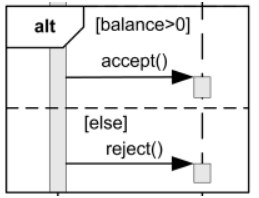 alt [balance>0]
accept()
[else]
reject()